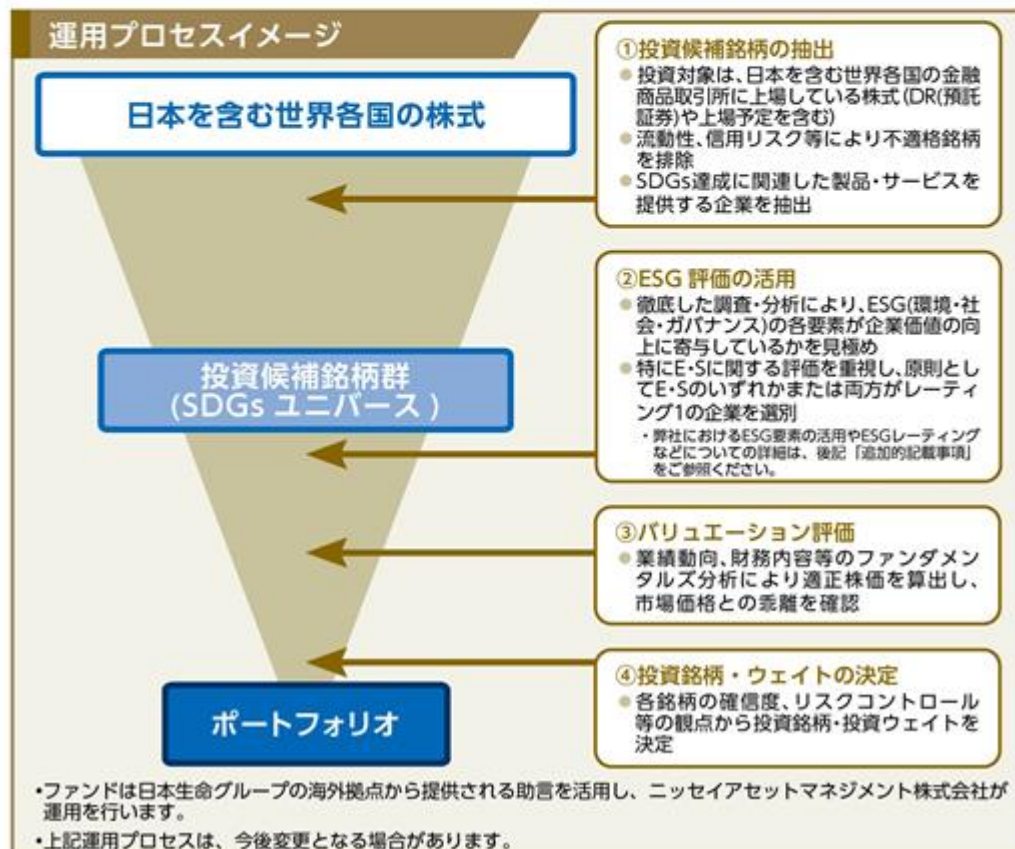 運用プロセスイメージ
日本を含む世界各国の株式
①投資候補銘柄の抽出
●投資対象は、日本を含む世界各国の金融
商品取引所に上場している株式(DR(預託
証券)や上場予定を含む)
●流動性、信用リスク等により不適格銘柄
を排除
●SDGs達成に関連した製品・サービスを
提供する企業を抽出
②ESG 評価の活用
●徹底した調査・分析により、ESG(環境・社
会・ガバナンス)の各要素が企業価値の向
上に寄与しているかを見極め
●特にE・Sに関する評価を重視し、原則とし
てE・Sのいずれかまたは両方がレーティ
ング1の企業を選別
・弊社におけるESG要素の活用やESGレーティング
などについての詳細は、後記「追加的記載事項」
をご参照ください。
投資候補銘柄群
(SDGs ユニバース )
③バリュエーション評価
●業績動向、財務内容等のファンダメン
タルズ分析により適正株価を算出し、
市場価格との乖離を確認
④投資銘柄・ウェイトの決定
●各銘柄の確信度、リスクコントロール
等の観点から投資銘柄・投資ウェイトを
決定
ポートフォリオ
•ファンドは日本生命グループの海外拠点から提供される助言を活用し、ニッセイアセットマネジメント株式会社が
運用を行います。
•上記運用プロセスは、今後変更となる場合があります。